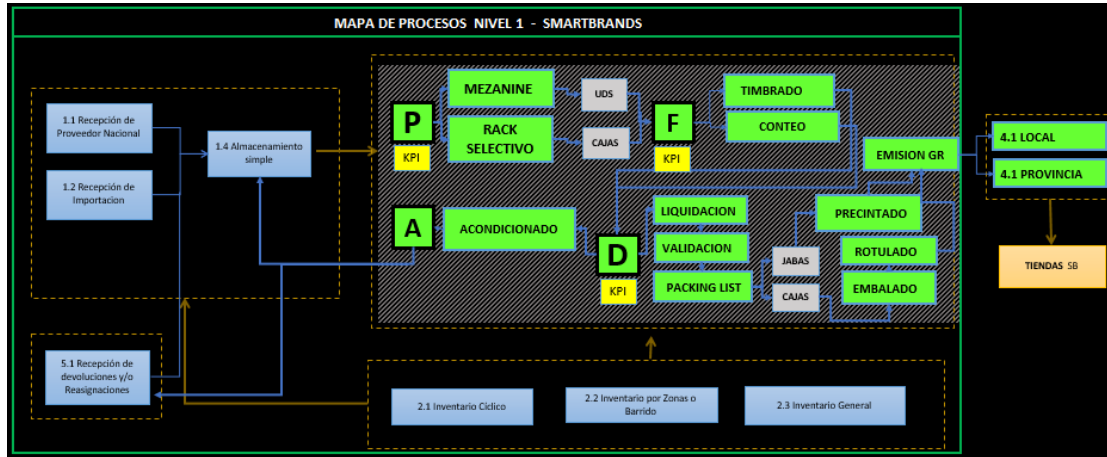 MAPA DE PROCESOS NIVEL 1 - SMARTBRANDS
1.1 Recepción de
Proveedor Nacional
1.2 Recepción de
Importacion
1.4 Almacenamiento
simple
5.1 Recepción de
devoluciones y/o
Reasignaciones
P
KPI
MEZANINE
RACK
SELECTIVO
UDS
CAJAS
F
KPI
TIMBRADO
CONTEO
A
ACONDICIONADO
D
KPI
LIQUIDACION
VALIDACION
PACKING LIST
JABAS
CAJAS
PRECINTADO
ROTULADO
EMBALADO
EMISION GR
4.1 LOCAL
4.1 PROVINCIA
TIENDAS SB
2.1 Inventario Cíclico
2.2 Inventario por Zonas o
Barrido
2.3 Inventario General